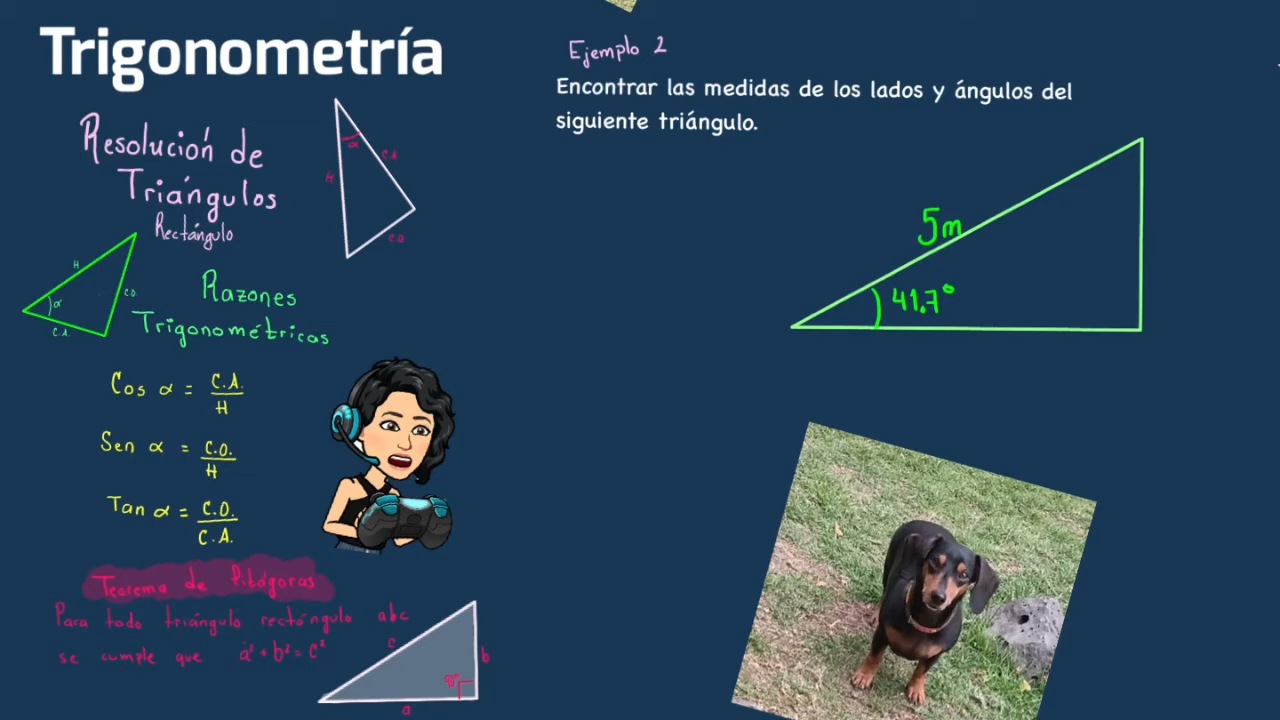 Trigonometría
Resolución de
Triángulos
Rectángulo
α
C.A.
H
C.O.
H
α
C.O.
C.A.
Razones
Trigonométricas
Cos α = C.A. / H
Sen α = C.O. / H
Tan α = C.O. / C.A.
Teorema de Pitágoras
Para todo triángulo rectángulo abc
se cumple que a² + b² = c²
c
b
90°
a
Ejemplo 2
Encontrar las medidas de los lados y ángulos del
siguiente triángulo.
5m
41.7°